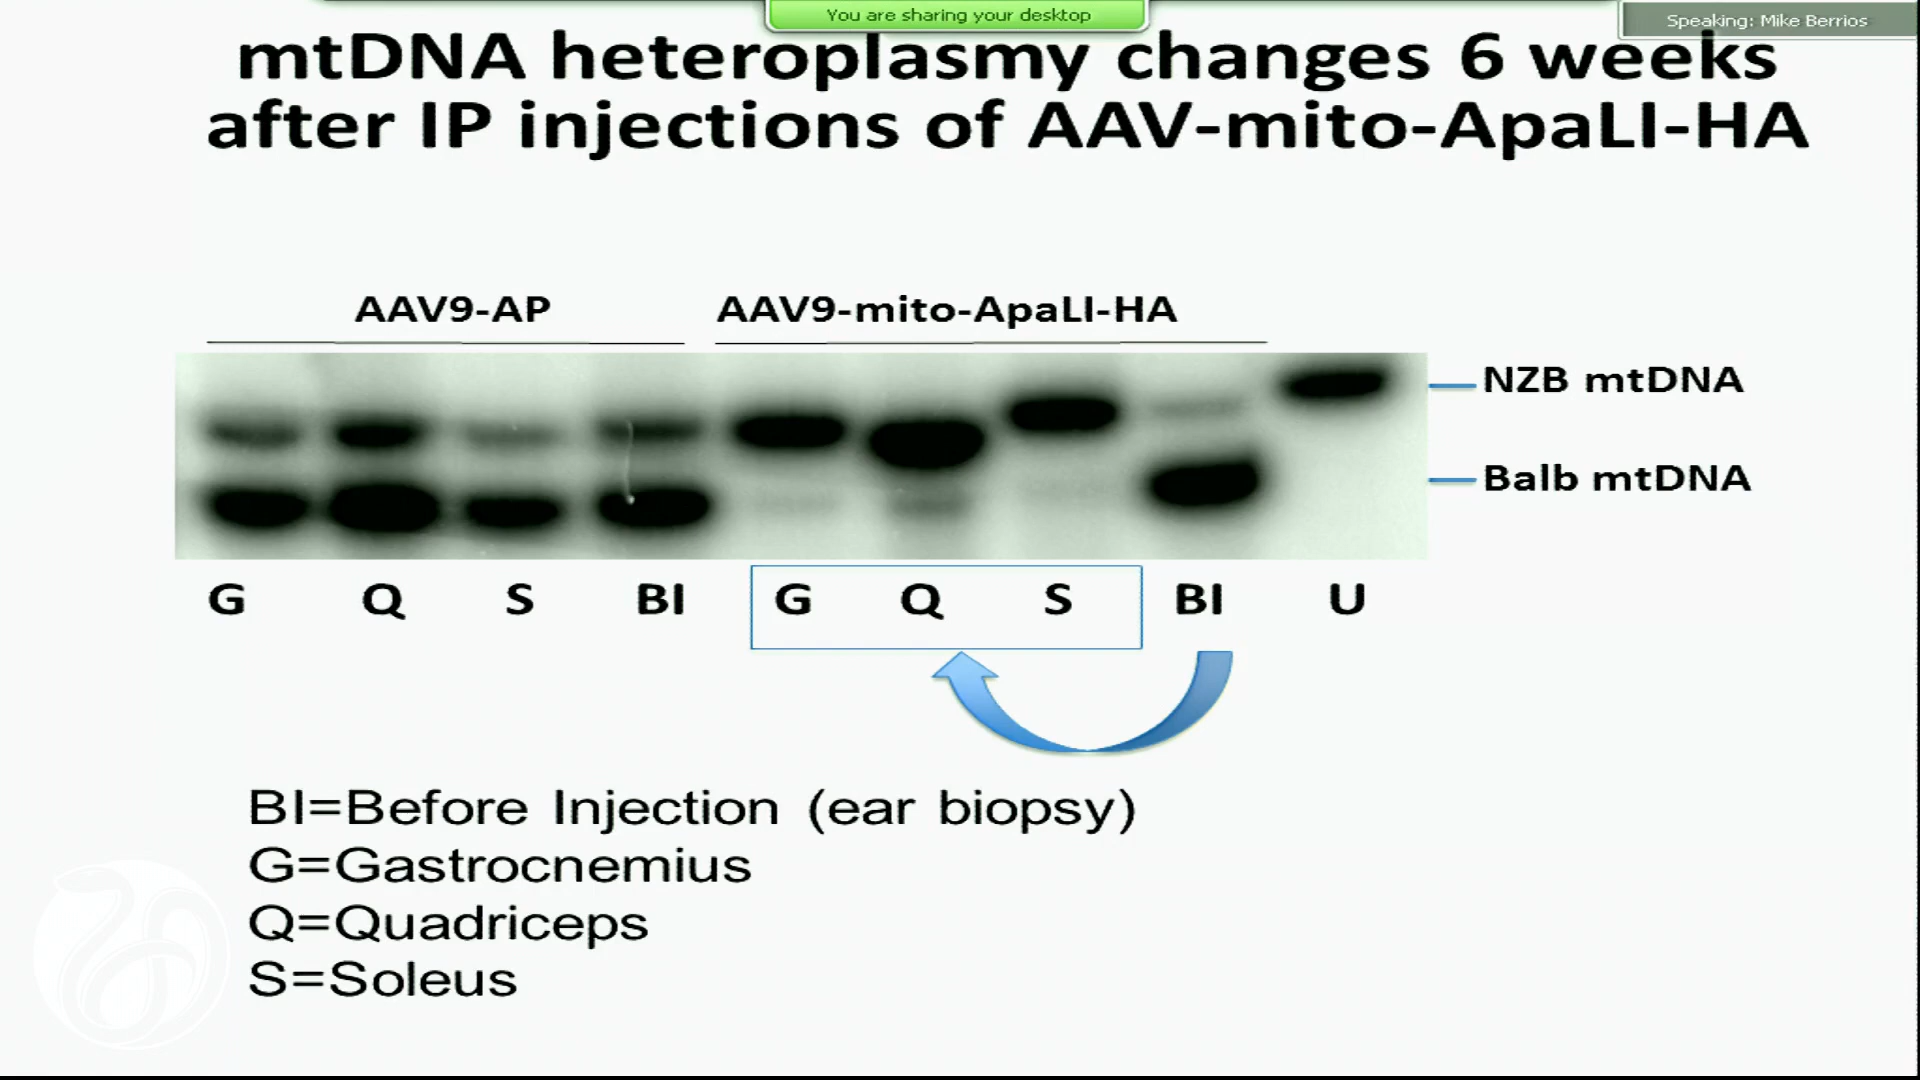 You are sharing your desktop
Speaking: Mike Berrios
mtDNA heteroplasmy changes 6 weeks
after IP injections of AAV-mito-ApaLI-HA
AAV9-AP
AAV9-mito-ApaLI-HA
NZB mtDNA
Balb mtDNA
G Q S BI G Q S BI U
BI=Before Injection (ear biopsy)
G=Gastrocnemius
Q=Quadriceps
S=Soleus